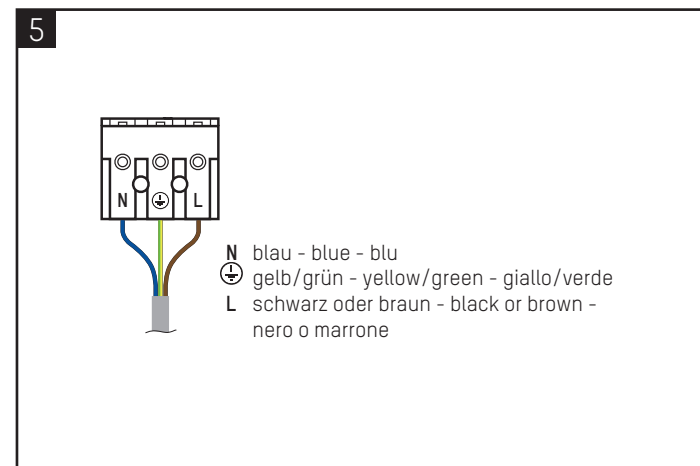 5
N L
N blau - blue - blu
gelb/grün - yellow/green - giallo/verde
L schwarz oder braun - black or brown -
nero o marrone